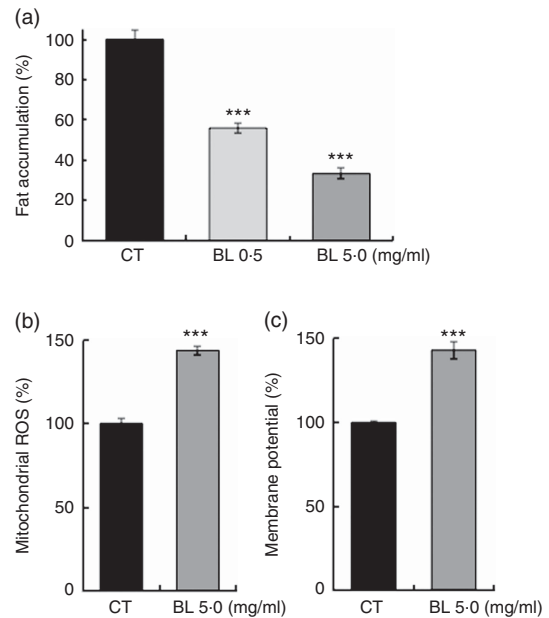 (a)
Fat accumulation (%)
100
80
60
40
20
0
***
***
CT
BL 0·5
BL 5·0 (mg/ml)
(b)
Mitochondrial ROS (%)
150
100
50
0
***
CT
BL 5·0 (mg/ml)
(c)
Membrane potential (%)
150
100
50
0
***
CT
BL 5·0 (mg/ml)